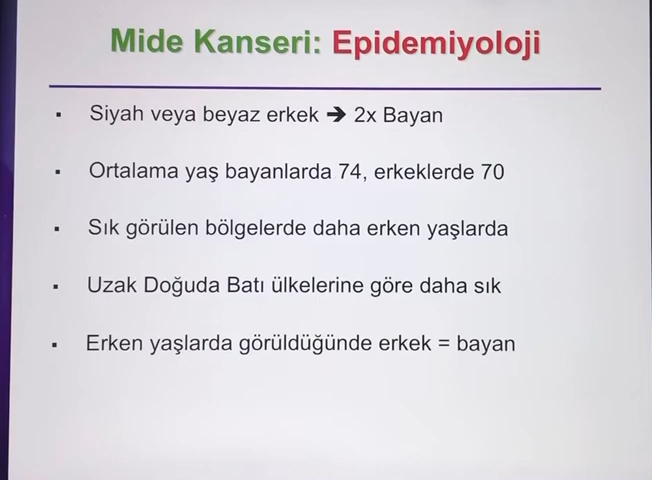 Mide Kanseri: Epidemiyoloji
▪ Siyah veya beyaz erkek ➔ 2x Bayan
▪ Ortalama yaş bayanlarda 74, erkeklerde 70
▪ Sık görülen bölgelerde daha erken yaşlarda
▪ Uzak Doğuda Batı ülkelerine göre daha sık
▪ Erken yaşlarda görüldüğünde erkek = bayan